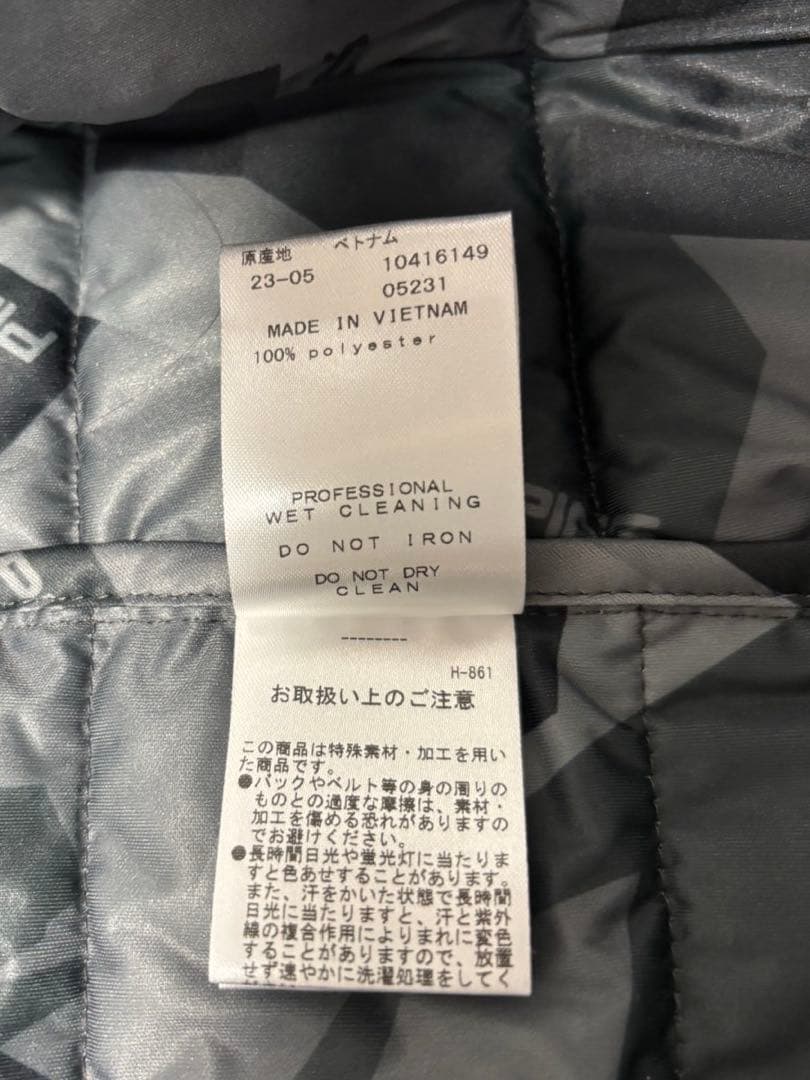 原産地 ベトナム
23-05 10416149
05231
MADE IN VIETNAM
100% polyester
PROFESSIONAL
WET CLEANING
DO NOT IRON
DO NOT DRY
CLEAN
--------
H-861
お取扱い上のご注意
この商品は特殊素材・加工を用い
た商品です。
●バックやベルト等の身の周りの
ものとの過度な摩擦は、素材・
加工を傷める恐れがありますの
でお避けください。
●長時間日光や蛍光灯に当たりま
すと色あせすることがあります。
また、汗をかいた状態で長時間
日光に当たりますと、汗と紫外
線の複合作用によりまれに変色
することがありますので、放置
せず速やかに洗濯処理をしてく